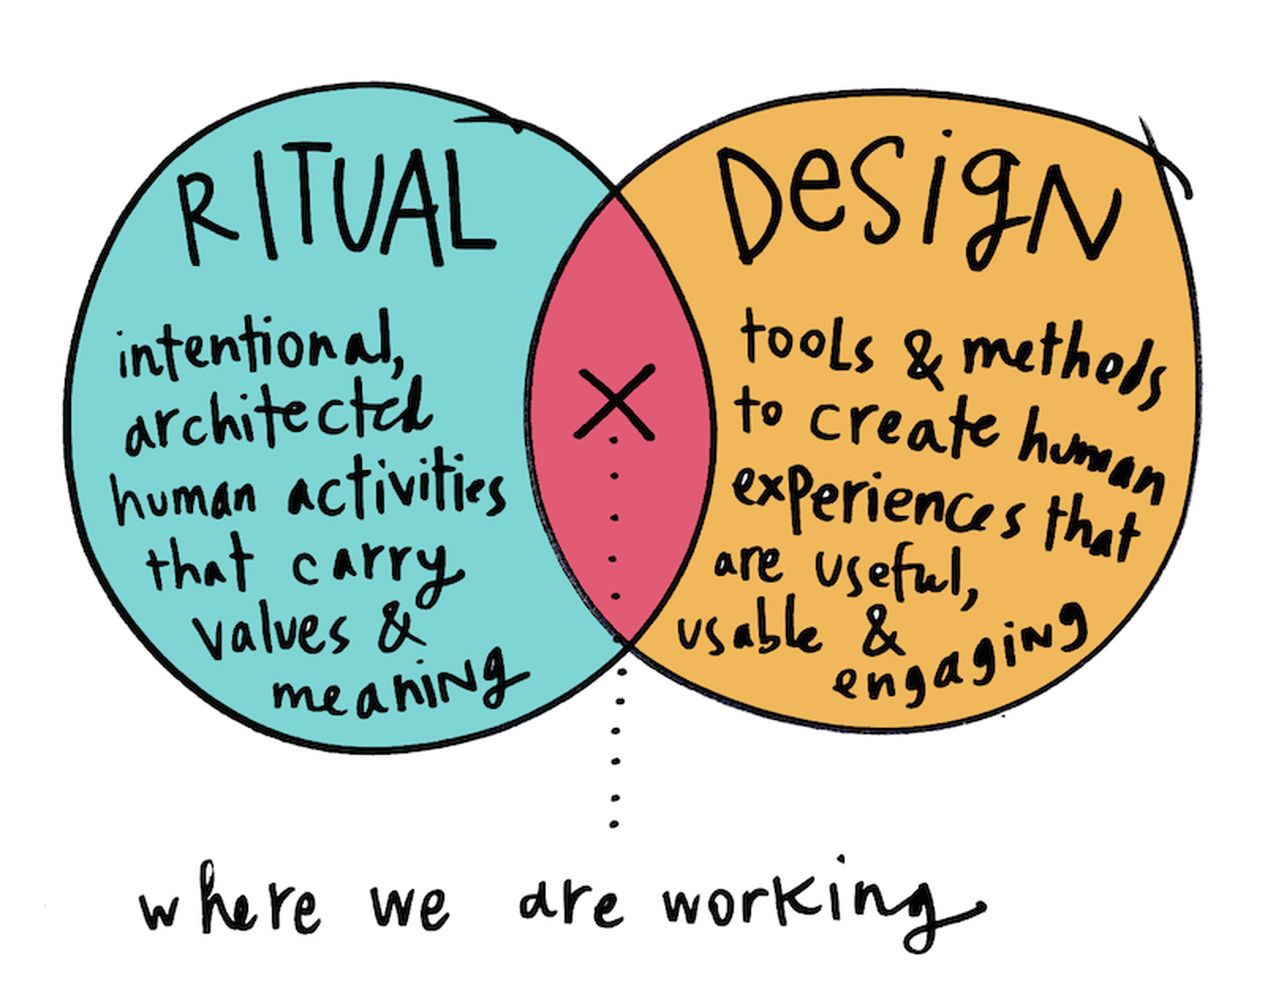 RITUAL
intentional,
architected
human activities
that carry
values &
meaning
DeSigN
tools & methods
to create human
experiences that
are useful,
usable &
engaging
X
where we are working